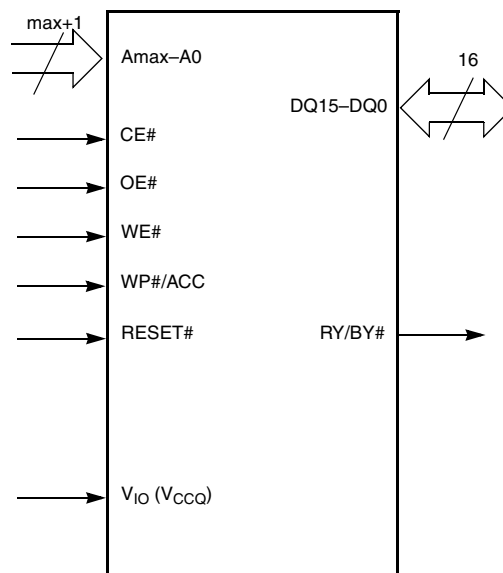 max+1
Amax–A0
16
DQ15–DQ0
CE#
OE#
WE#
WP#/ACC
RESET#
RY/BY#
VIO (VCCQ)